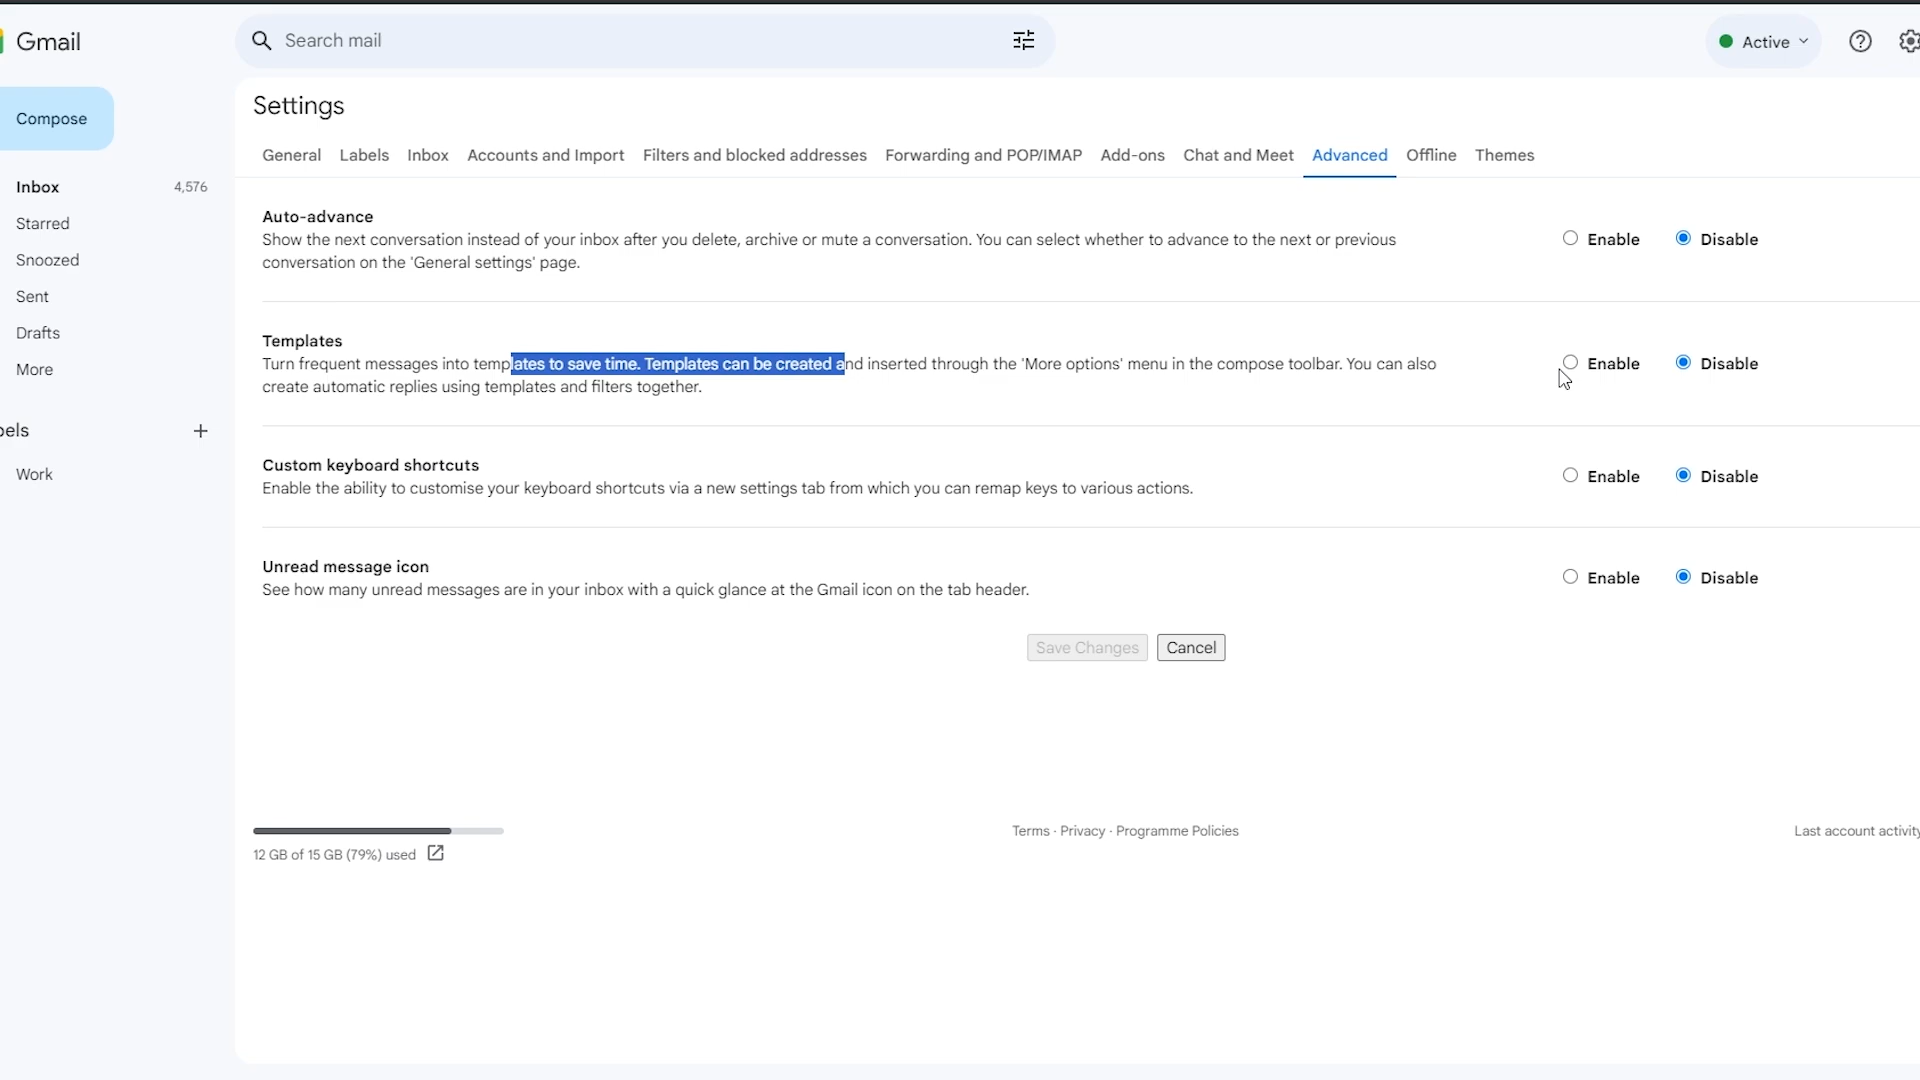 Gmail
Search mail
Active
Compose
Settings
General Labels Inbox Accounts and Import Filters and blocked addresses Forwarding and POP/IMAP Add-ons Chat and Meet Advanced Offline Themes
Inbox 4,576
Starred
Snoozed
Sent
Drafts
More
bels
Work
Auto-advance
Show the next conversation instead of your inbox after you delete, archive or mute a conversation. You can select whether to advance to the next or previous
conversation on the 'General settings' page.
Enable Disable
Templates
Turn frequent messages into templates to save time. Templates can be created and inserted through the 'More options' menu in the compose toolbar. You can also
create automatic replies using templates and filters together.
Enable Disable
Custom keyboard shortcuts
Enable the ability to customise your keyboard shortcuts via a new settings tab from which you can remap keys to various actions.
Enable Disable
Unread message icon
See how many unread messages are in your inbox with a quick glance at the Gmail icon on the tab header.
Enable Disable
Save Changes Cancel
12 GB of 15 GB (79%) used
Terms · Privacy · Programme Policies
Last account activity